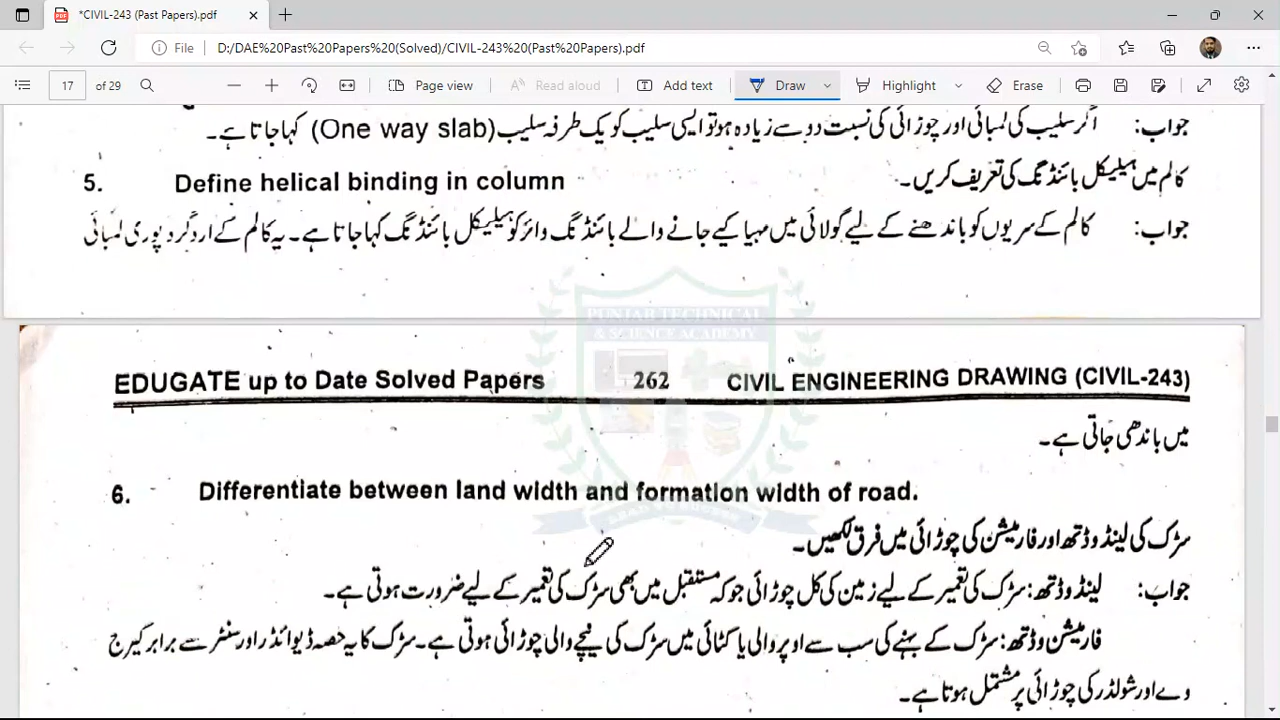 *CIVIL-243 (Past Papers).pdf
File D:/DAE%20Past%20Papers%20(Solved)/CIVIL-243%20(Past%20Papers).pdf
17 of 29 Page view Read aloud Add text Draw Highlight Erase
جواب: اگر سلیب کی لمبائی اور چوڑائی کی نسبت دو سے زیادہ ہو تو ایسی سلیب کو یک طرفہ سلیب (One way slab) کہا جاتا ہے۔
5. Define helical binding in column کالم میں ہیلیکل بائنڈنگ کی تعریف کریں۔
جواب: کالم کے سریوں کو باندھنے کے لیے گولائی میں مہیا کیے جانے والے بائنڈنگ وائر کو ہیلیکل بائنڈنگ کہا جاتا ہے۔ یہ کالم کے اردگرد پوری لمبائی
PUNJAB TECHNICAL
& SCIENCE ACADEMY
EDUGATE up to Date Solved Papers 262 CIVIL ENGINEERING DRAWING (CIVIL-243)
میں باندھی جاتی ہے۔
6. Differentiate between land width and formation width of road.
سڑک کی لینڈ وڈتھ اور فارمیشن کی چوڑائی میں فرق لکھیں۔
جواب: لینڈ وڈتھ: سڑک کی تعمیر کے لیے زمین کی کل چوڑائی جو کہ مستقبل میں بھی سڑک کی تعمیر کے لیے ضرورت ہوتی ہے۔
فارمیشن وڈتھ: سڑک کے بہنے کی سب سے اوپر والی یا کٹائی میں سڑک کی نیچے والی چوڑائی ہوتی ہے۔ سڑک کا یہ حصہ ڈیوائڈر اور سنٹر سے برابر کیرج
وے اور شولڈر کی چوڑائی پر مشتمل ہوتا ہے۔